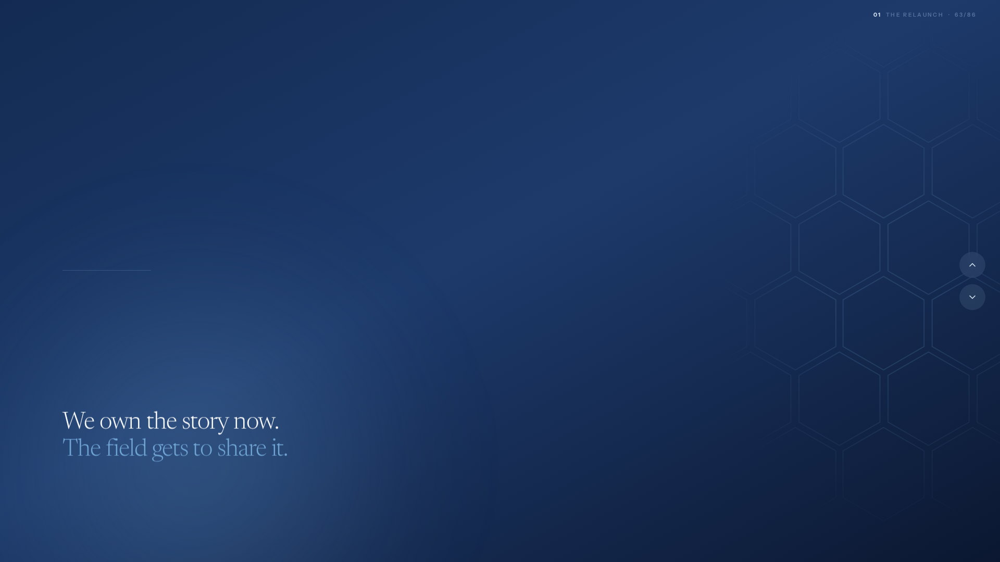 01 THE RELAUNCH · 63/86
We own the story now.
The field gets to share it.